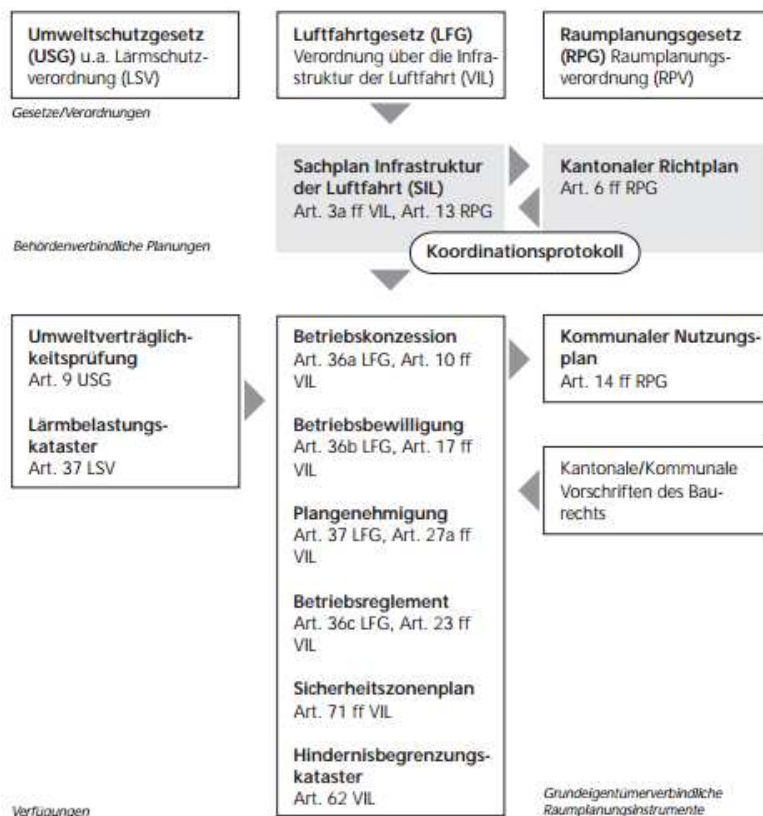 Umweltschutzgesetz
(USG) u.a. Lärmschutz-
verordnung (LSV)
Luftfahrtgesetz (LFG)
Verordnung über die Infra-
struktur der Luftfahrt (VIL)
Raumplanungsgesetz
(RPG) Raumplanungs-
verordnung (RPV)
Gesetze/Verordnungen
Sachplan Infrastruktur
der Luftfahrt (SIL)
Art. 3a ff VIL, Art. 13 RPG
Kantonaler Richtplan
Art. 6 ff RPG
Behördenverbindliche Planungen
Koordinationsprotokoll
Umweltverträglich-
keitsprüfung
Art. 9 USG
Lärmbelastungs-
kataster
Art. 37 LSV
Betriebskonzession
Art. 36a LFG, Art. 10 ff
VIL
Betriebsbewilligung
Art. 36b LFG, Art. 17 ff
VIL
Plangenehmigung
Art. 37 LFG, Art. 27a ff
VIL
Betriebsreglement
Art. 36c LFG, Art. 23 ff
VIL
Sicherheitszonenplan
Art. 71 ff VIL
Hindernisbegrenzungs-
kataster
Art. 62 VIL
Kommunaler Nutzungs-
plan
Art. 14 ff RPG
Kantonale/Kommunale
Vorschriften des Bau-
rechts
Verfügungen
Grundeigentümerverbindliche
Raumplanungsinstrumente